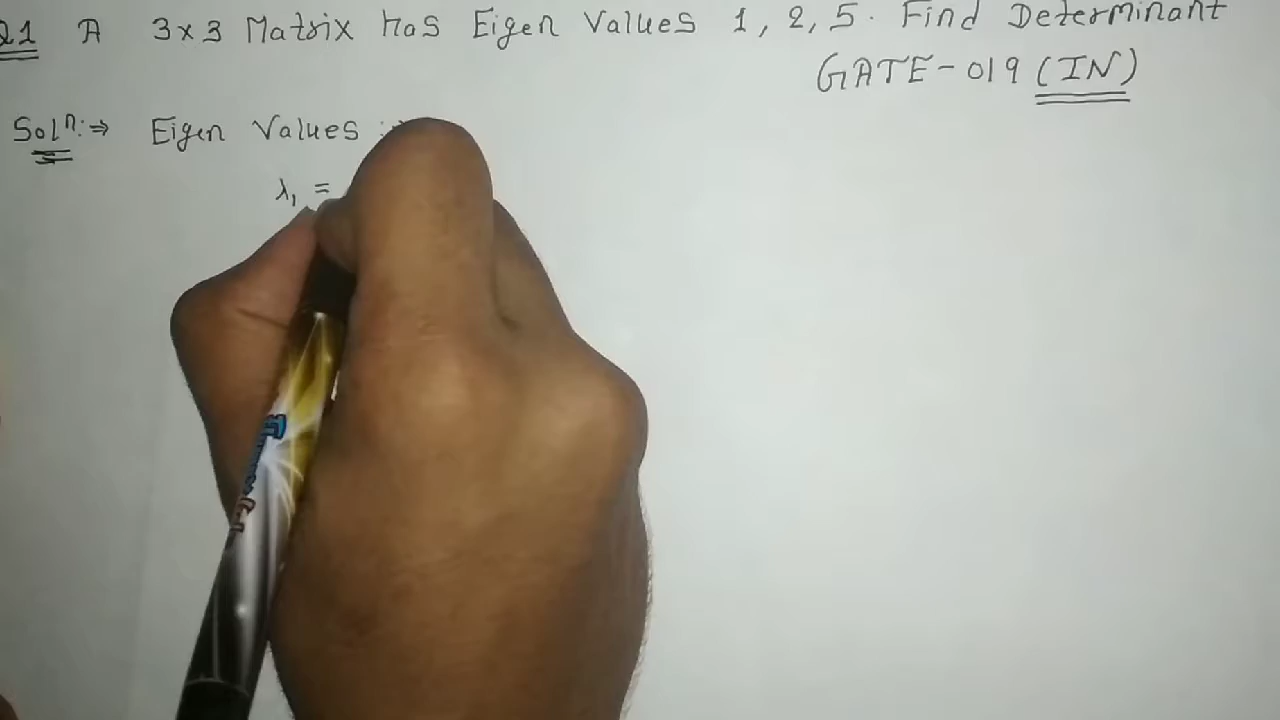 Q1 A 3x3 Matrix has Eigen Values 1, 2, 5. Find Determinant
GATE-019 (IN)
Solⁿ:⇒ Eigen Values
λ₁ =